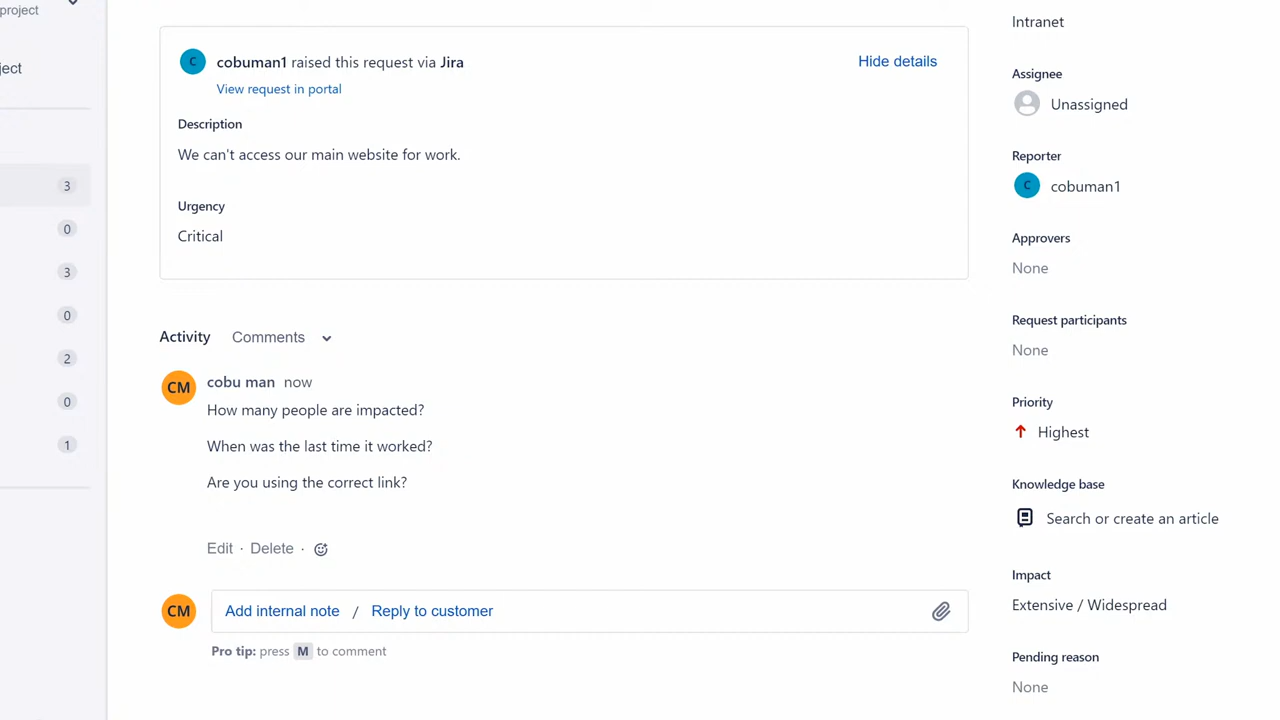 project
ject
3
0
3
0
2
0
1
C
cobuman1 raised this request via Jira
Hide details
View request in portal
Description
We can't access our main website for work.
Urgency
Critical
Activity
Comments
CM
cobu man now
How many people are impacted?
When was the last time it worked?
Are you using the correct link?
Edit · Delete ·
CM
Add internal note / Reply to customer
Pro tip: press M to comment
Intranet
Assignee
Unassigned
Reporter
C
cobuman1
Approvers
None
Request participants
None
Priority
Highest
Knowledge base
Search or create an article
Impact
Extensive / Widespread
Pending reason
None